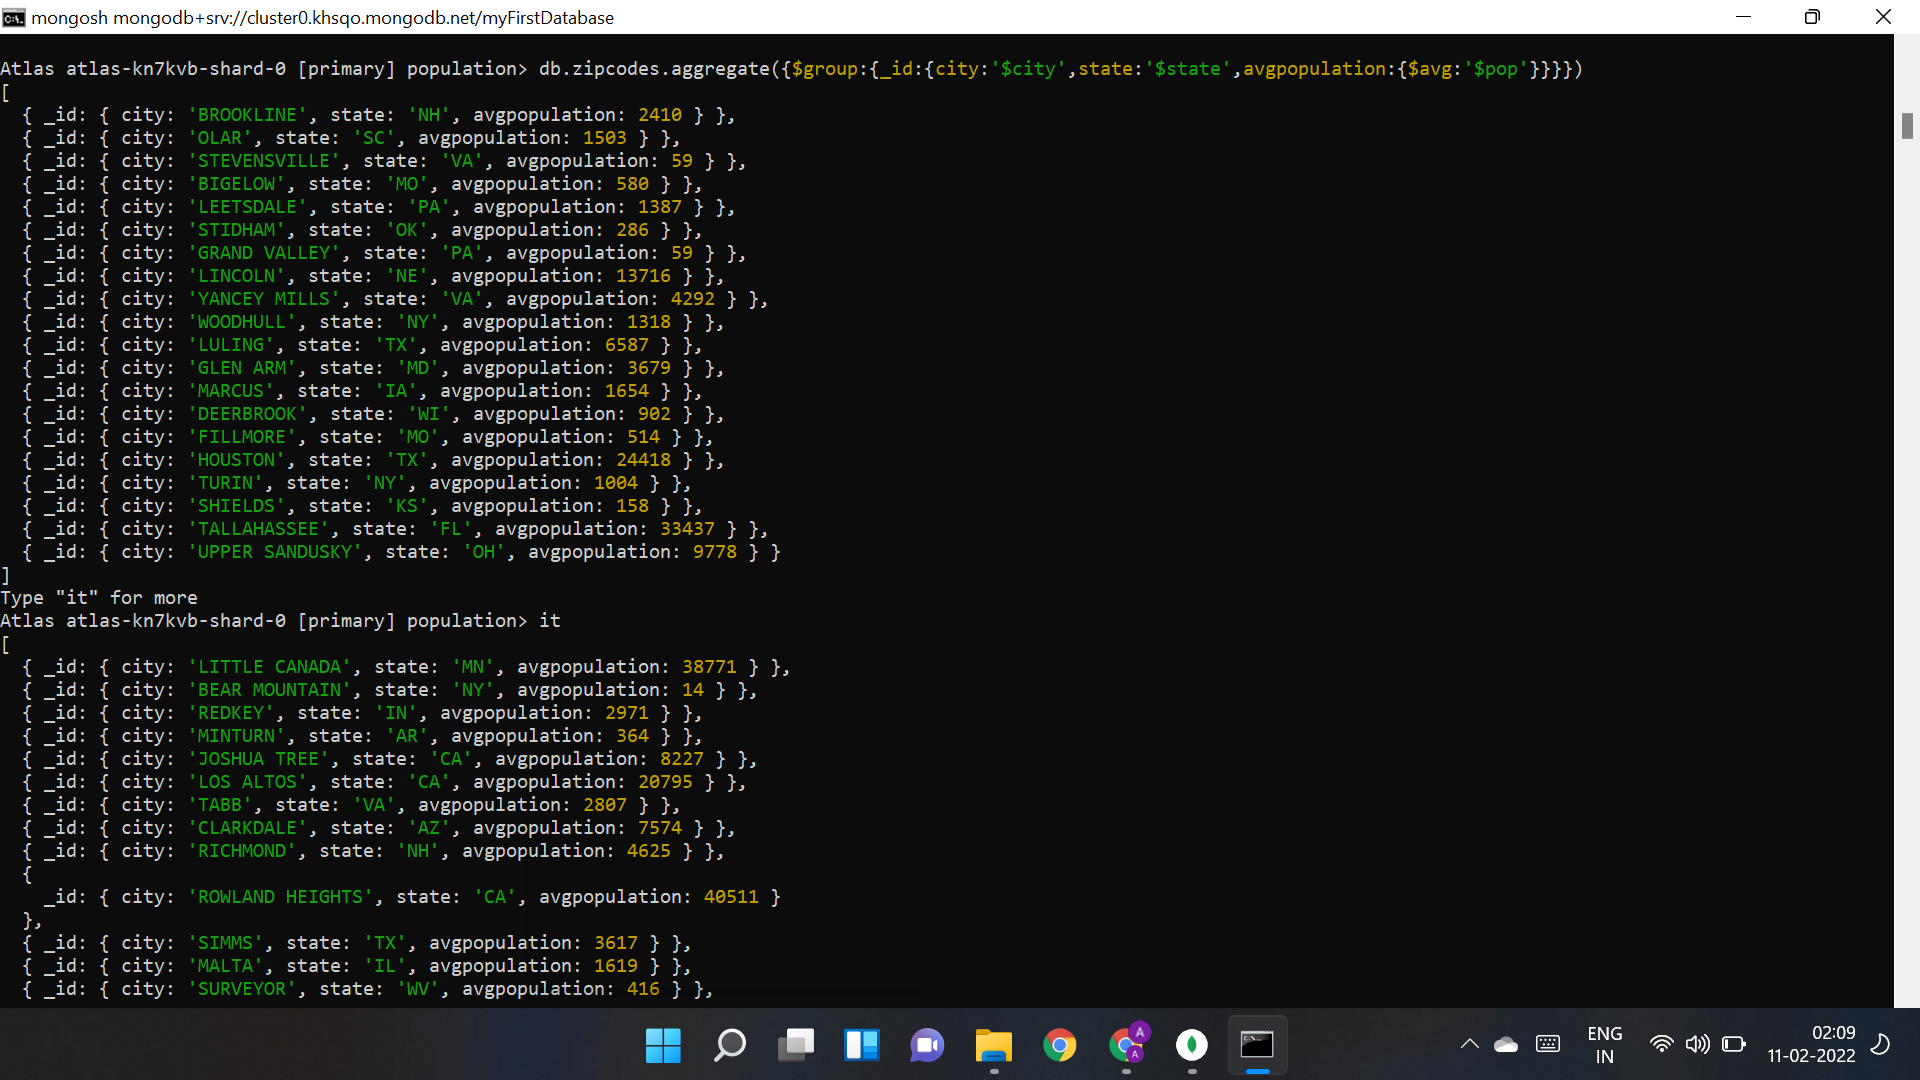 mongosh mongodb+srv://cluster0.khsqo.mongodb.net/myFirstDatabase
Atlas atlas-kn7kvb-shard-0 [primary] population> db.zipcodes.aggregate({$group:{_id:{city:'$city',state:'$state',avgpopulation:{$avg:'$pop'}}}})
[
  { _id: { city: 'BROOKLINE', state: 'NH', avgpopulation: 2410 } },
  { _id: { city: 'OLAR', state: 'SC', avgpopulation: 1503 } },
  { _id: { city: 'STEVENSVILLE', state: 'VA', avgpopulation: 59 } },
  { _id: { city: 'BIGELOW', state: 'MO', avgpopulation: 580 } },
  { _id: { city: 'LEETSDALE', state: 'PA', avgpopulation: 1387 } },
  { _id: { city: 'STIDHAM', state: 'OK', avgpopulation: 286 } },
  { _id: { city: 'GRAND VALLEY', state: 'PA', avgpopulation: 59 } },
  { _id: { city: 'LINCOLN', state: 'NE', avgpopulation: 13716 } },
  { _id: { city: 'YANCEY MILLS', state: 'VA', avgpopulation: 4292 } },
  { _id: { city: 'WOODHULL', state: 'NY', avgpopulation: 1318 } },
  { _id: { city: 'LULING', state: 'TX', avgpopulation: 6587 } },
  { _id: { city: 'GLEN ARM', state: 'MD', avgpopulation: 3679 } },
  { _id: { city: 'MARCUS', state: 'IA', avgpopulation: 1654 } },
  { _id: { city: 'DEERBROOK', state: 'WI', avgpopulation: 902 } },
  { _id: { city: 'FILLMORE', state: 'MO', avgpopulation: 514 } },
  { _id: { city: 'HOUSTON', state: 'TX', avgpopulation: 24418 } },
  { _id: { city: 'TURIN', state: 'NY', avgpopulation: 1004 } },
  { _id: { city: 'SHIELDS', state: 'KS', avgpopulation: 158 } },
  { _id: { city: 'TALLAHASSEE', state: 'FL', avgpopulation: 33437 } },
  { _id: { city: 'UPPER SANDUSKY', state: 'OH', avgpopulation: 9778 } }
]
Type "it" for more
Atlas atlas-kn7kvb-shard-0 [primary] population> it
[
  { _id: { city: 'LITTLE CANADA', state: 'MN', avgpopulation: 38771 } },
  { _id: { city: 'BEAR MOUNTAIN', state: 'NY', avgpopulation: 14 } },
  { _id: { city: 'REDKEY', state: 'IN', avgpopulation: 2971 } },
  { _id: { city: 'MINTURN', state: 'AR', avgpopulation: 364 } },
  { _id: { city: 'JOSHUA TREE', state: 'CA', avgpopulation: 8227 } },
  { _id: { city: 'LOS ALTOS', state: 'CA', avgpopulation: 20795 } },
  { _id: { city: 'TABB', state: 'VA', avgpopulation: 2807 } },
  { _id: { city: 'CLARKDALE', state: 'AZ', avgpopulation: 7574 } },
  { _id: { city: 'RICHMOND', state: 'NH', avgpopulation: 4625 } },
  {
    _id: { city: 'ROWLAND HEIGHTS', state: 'CA', avgpopulation: 40511 }
  },
  { _id: { city: 'SIMMS', state: 'TX', avgpopulation: 3617 } },
  { _id: { city: 'MALTA', state: 'IL', avgpopulation: 1619 } },
  { _id: { city: 'SURVEYOR', state: 'WV', avgpopulation: 416 } },
A
A
ENG
IN
02:09
11-02-2022